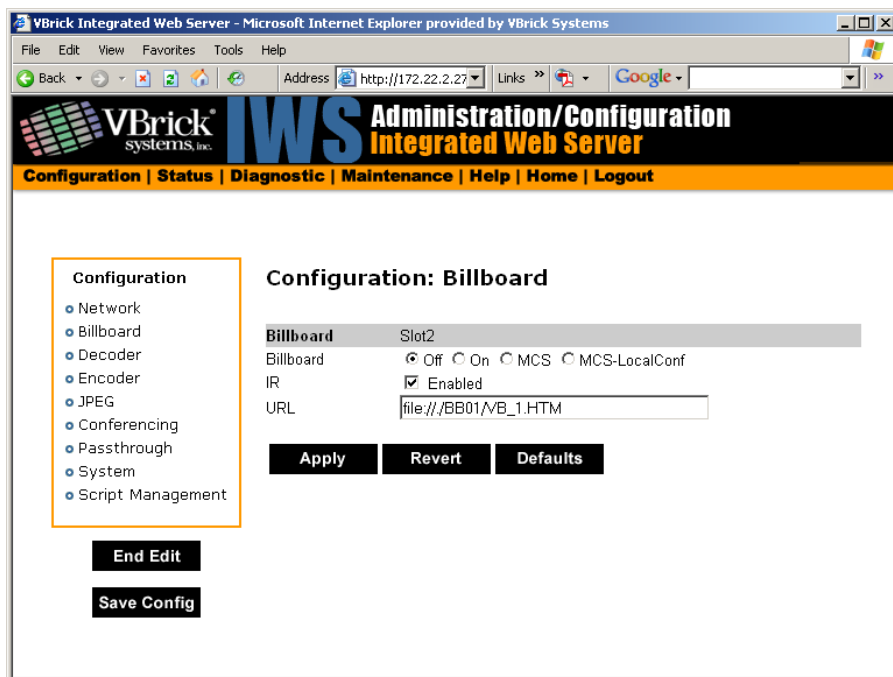 VBrick Integrated Web Server - Microsoft Internet Explorer provided by VBrick Systems
File Edit View Favorites Tools Help
Back Address http://172.22.2.27 Links » Google »
VBrick systems, inc. IWS Administration/Configuration
Integrated Web Server
Configuration | Status | Diagnostic | Maintenance | Help | Home | Logout
Configuration
Network
Billboard
Decoder
Encoder
JPEG
Conferencing
Passthrough
System
Script Management
End Edit
Save Config
Configuration: Billboard
Billboard Slot2
Billboard Off On MCS MCS-LocalConf
IR Enabled
URL file://./BB01/VB_1.HTM
Apply Revert Defaults